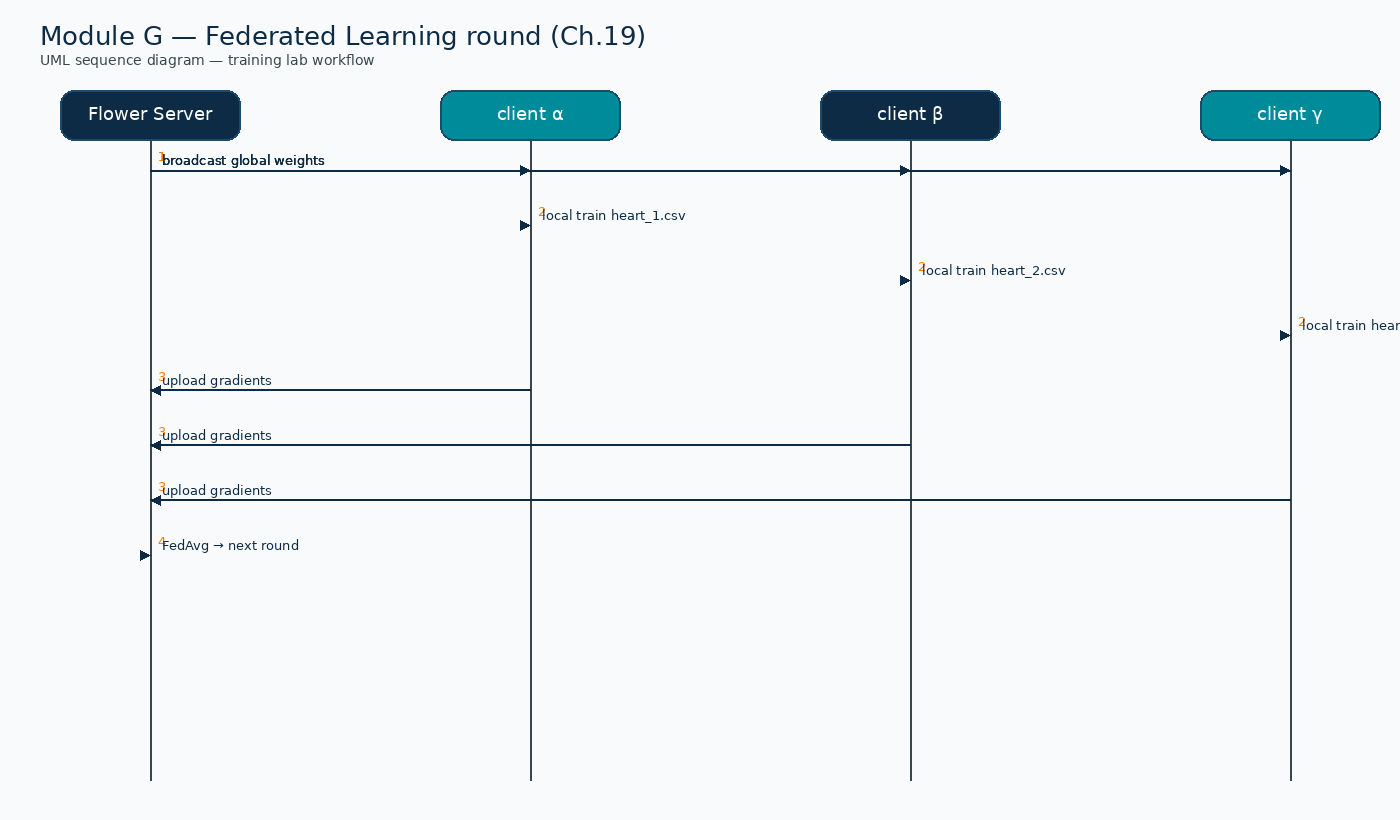 Module G — Federated Learning round (Ch.19)
UML sequence diagram — training lab workflow
Flower Server
client α
client β
client γ
1 broadcast global weights
2 local train heart_1.csv
2 local train heart_2.csv
2 local train hear
3 upload gradients
3 upload gradients
3 upload gradients
4 FedAvg → next round